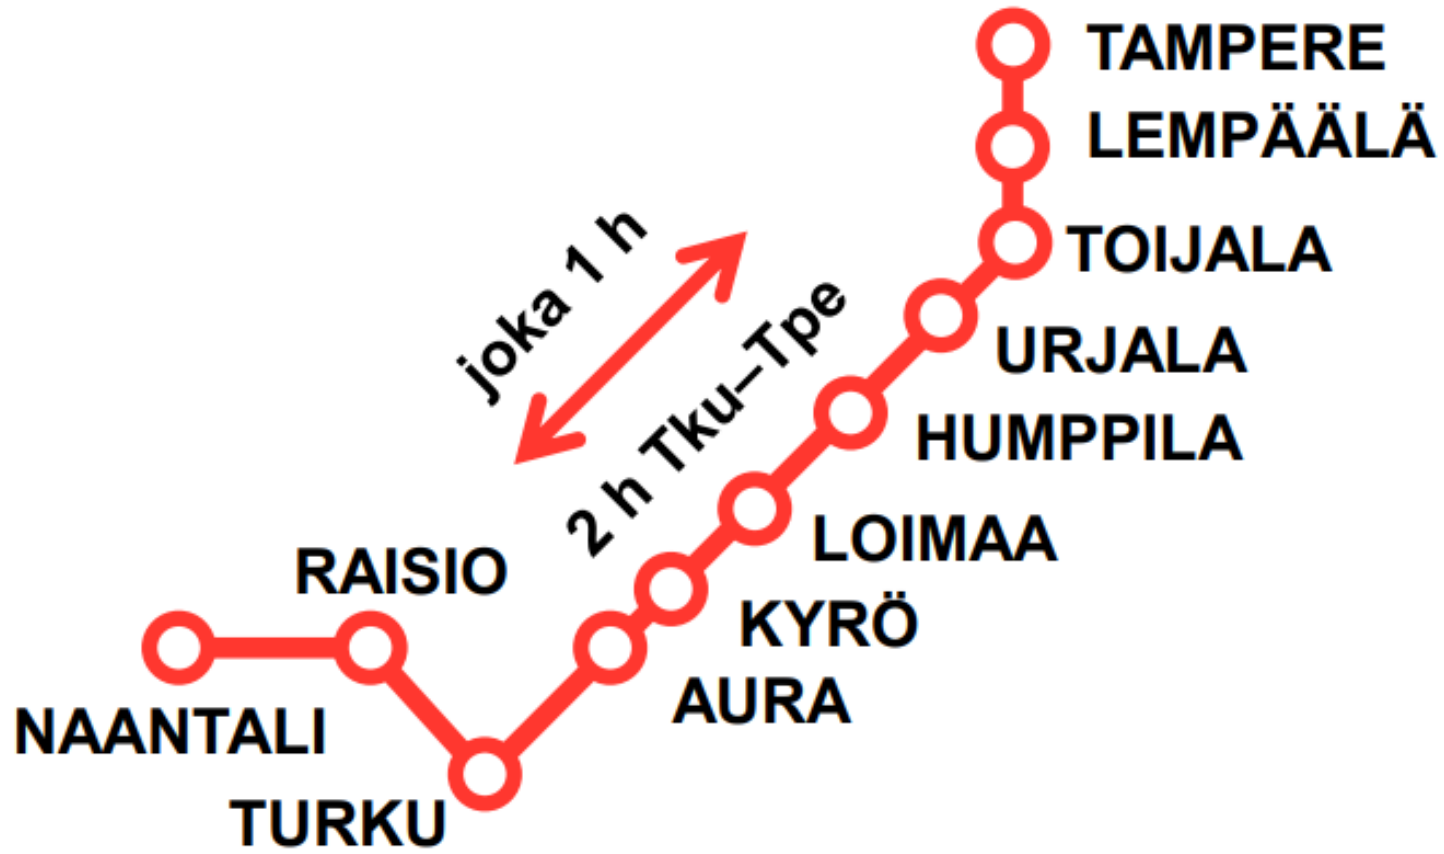 TAMPERE
LEMPÄÄLÄ
TOIJALA
URJALA
HUMPPILA
LOIMAA
KYRÖ
AURA
joka 1 h
2 h Tku–Tpe
RAISIO
NAANTALI
TURKU